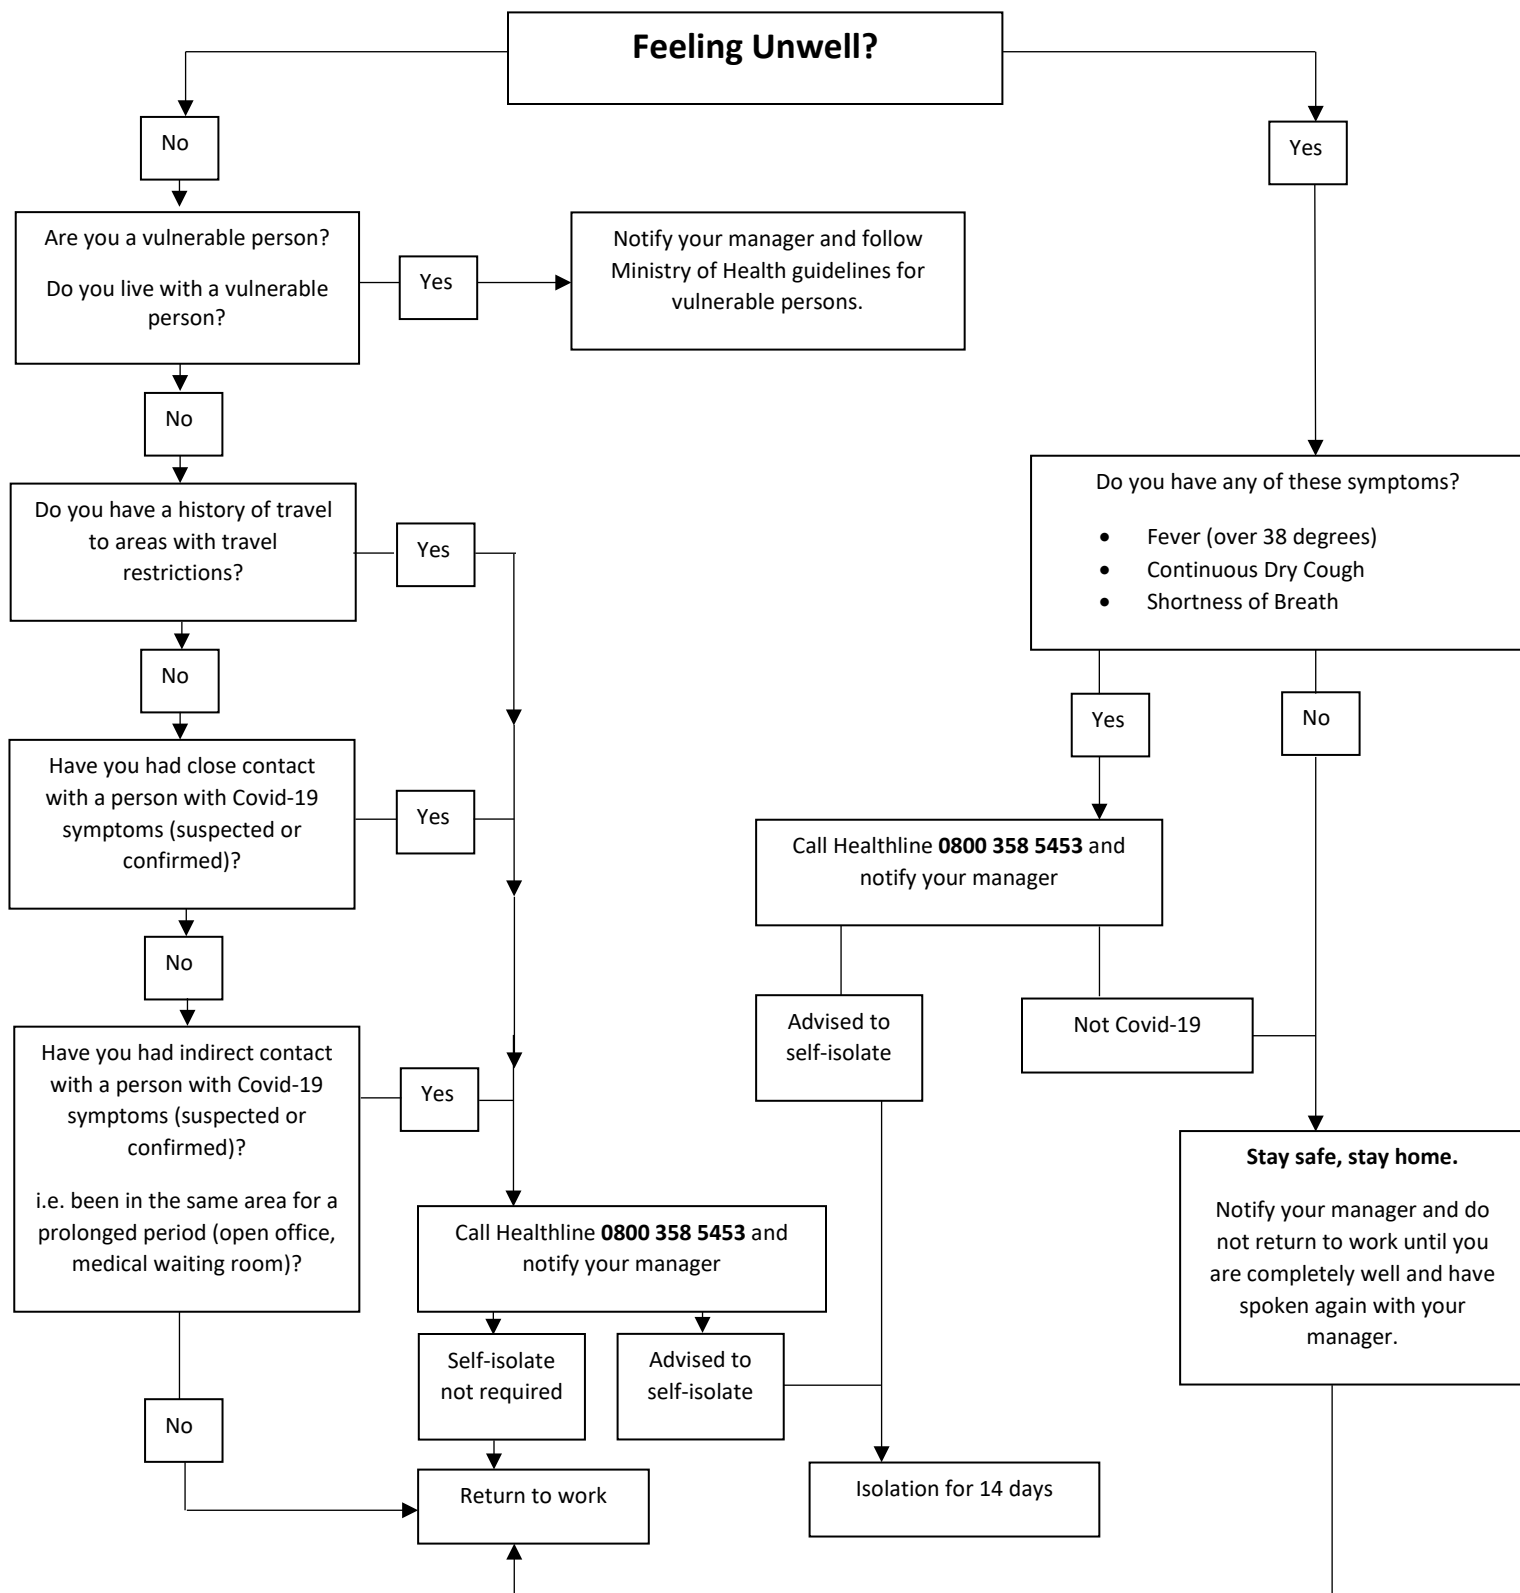 Feeling Unwell?
No
Yes
Are you a vulnerable person?
Do you live with a vulnerable
person?
Yes
Notify your manager and follow
Ministry of Health guidelines for
vulnerable persons.
No
Do you have a history of travel
to areas with travel
restrictions?
Yes
Do you have any of these symptoms?
• Fever (over 38 degrees)
• Continuous Dry Cough
• Shortness of Breath
No
Yes
No
Have you had close contact
with a person with Covid-19
symptoms (suspected or
confirmed)?
Yes
Call Healthline 0800 358 5453 and
notify your manager
No
Advised to
self-isolate
Not Covid-19
Have you had indirect contact
with a person with Covid-19
symptoms (suspected or
confirmed)?
i.e. been in the same area for a
prolonged period (open office,
medical waiting room)?
Yes
Stay safe, stay home.
Notify your manager and do
not return to work until you
are completely well and have
spoken again with your
manager.
Call Healthline 0800 358 5453 and
notify your manager
Self-isolate
not required
Advised to
self-isolate
No
Return to work
Isolation for 14 days